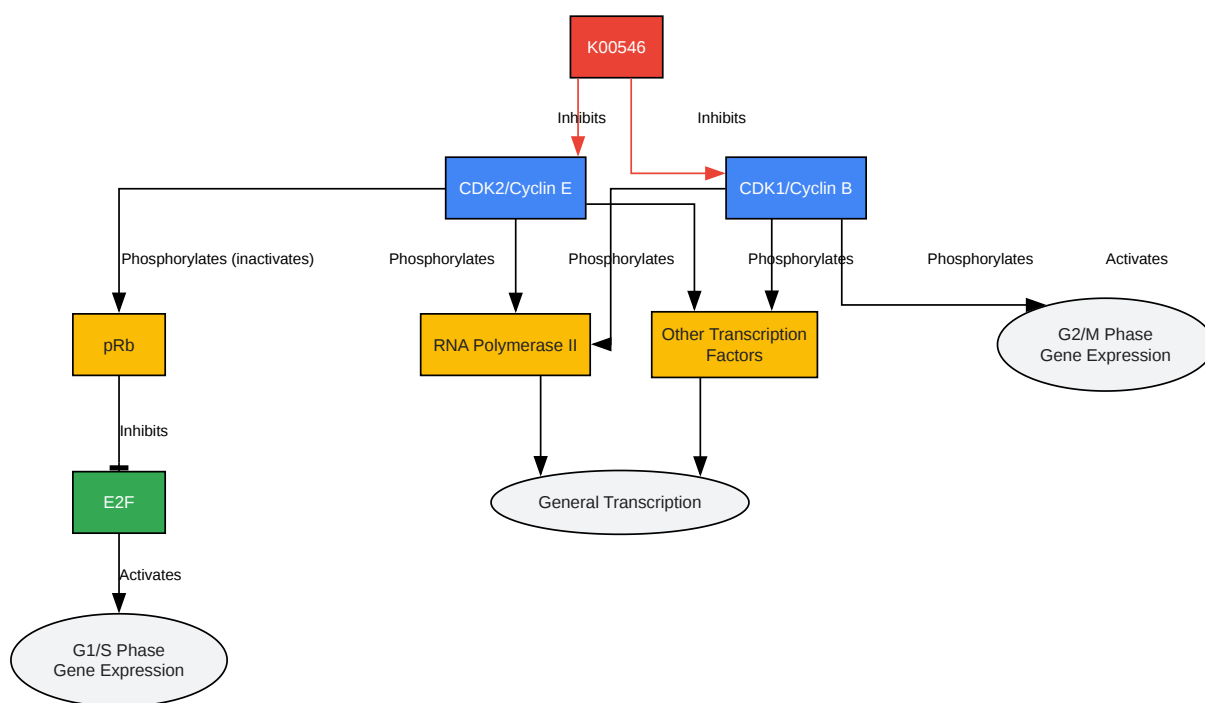 K00546
Inhibits
Inhibits
CDK2/Cyclin E
CDK1/Cyclin B
Phosphorylates (inactivates)
Phosphorylates
Phosphorylates
Phosphorylates
Phosphorylates
Activates
pRb
RNA Polymerase II
Other Transcription
Factors
G2/M Phase
Gene Expression
Inhibits
E2F
General Transcription
Activates
G1/S Phase
Gene Expression